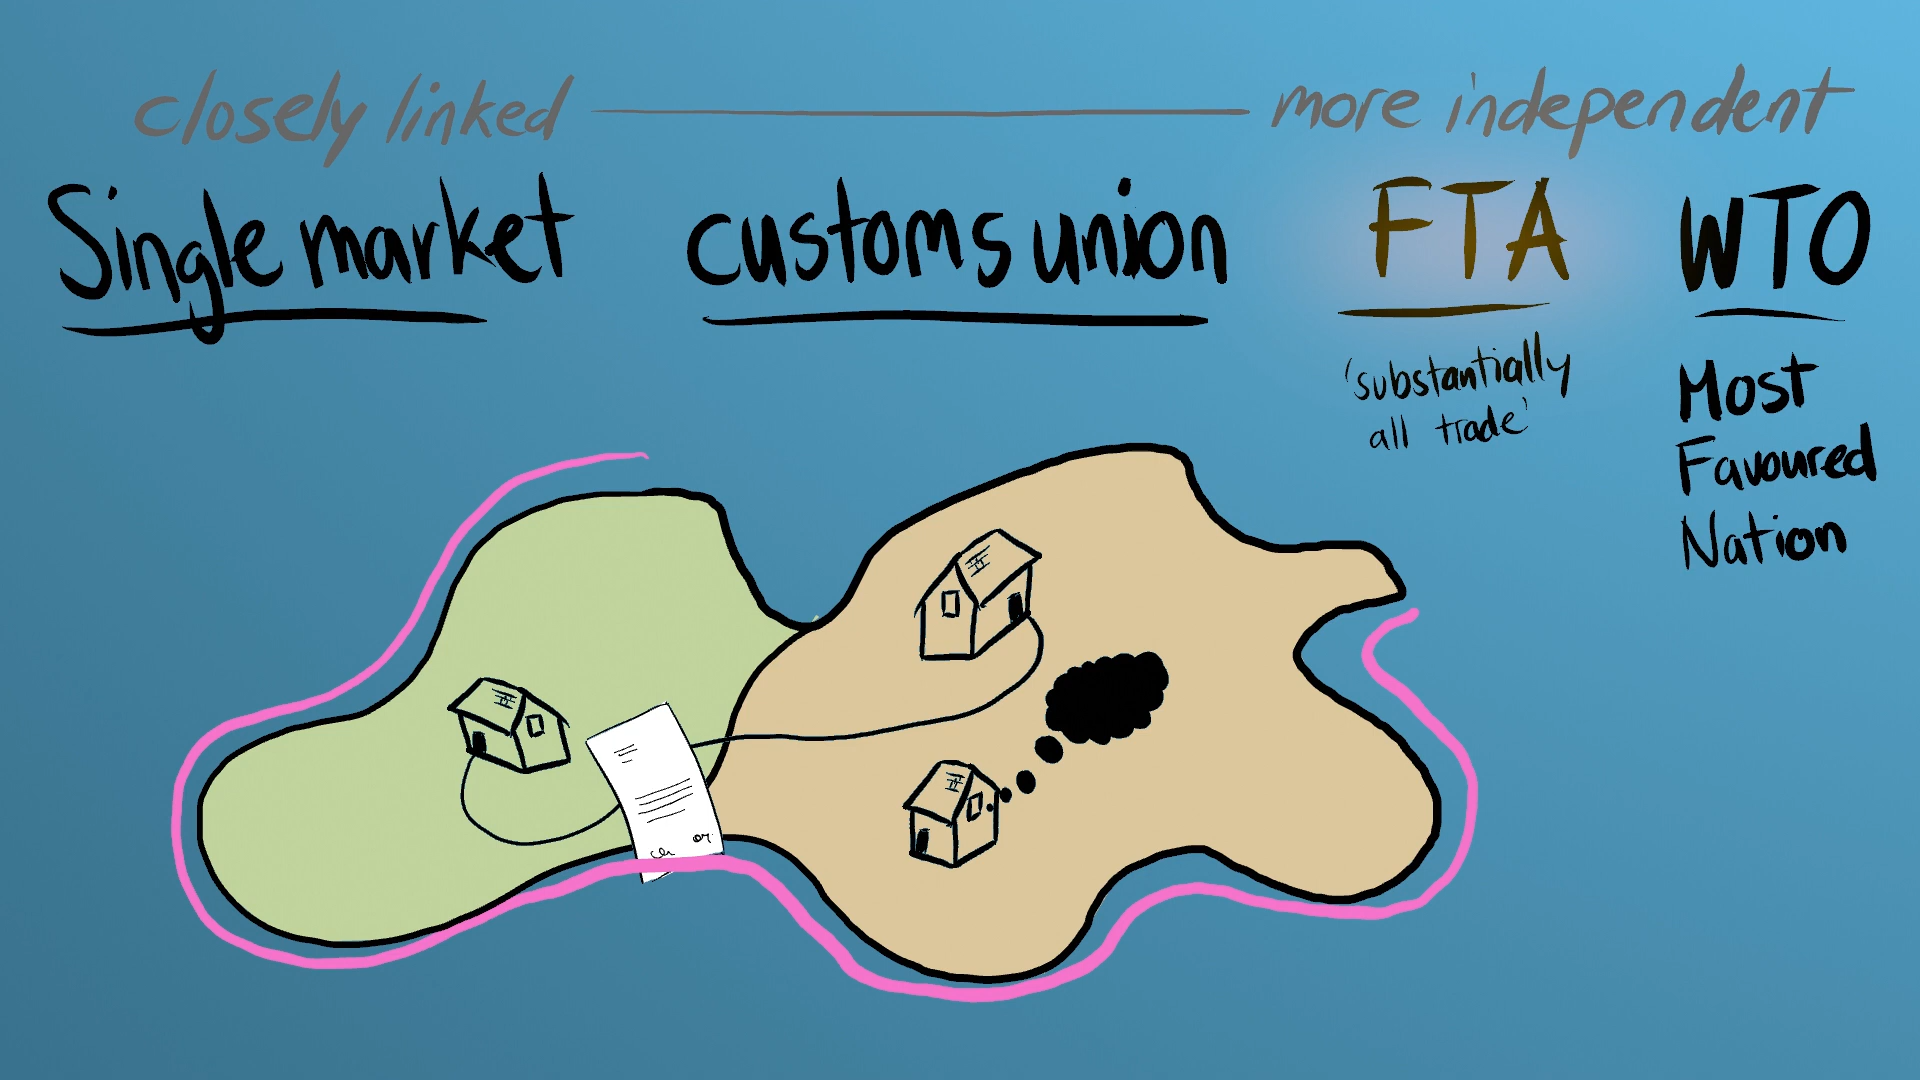 closely linked more independent
Single market customs union FTA WTO
'substantially
all trade'
Most
Favoured
Nation